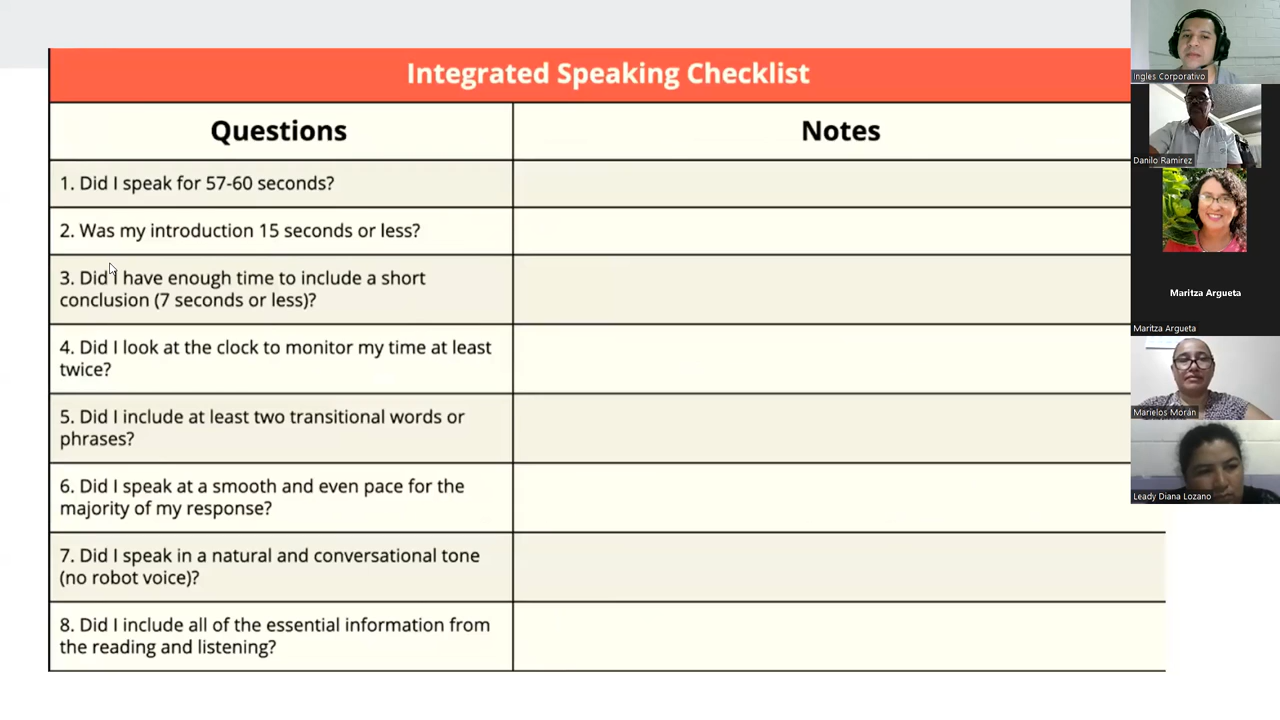 Integrated Speaking Checklist
Questions
Notes
1. Did I speak for 57-60 seconds?
2. Was my introduction 15 seconds or less?
3. Did I have enough time to include a short
conclusion (7 seconds or less)?
4. Did I look at the clock to monitor my time at least
twice?
5. Did I include at least two transitional words or
phrases?
6. Did I speak at a smooth and even pace for the
majority of my response?
7. Did I speak in a natural and conversational tone
(no robot voice)?
8. Did I include all of the essential information from
the reading and listening?
Ingles Corporativo
Danilo Ramirez
Maritza Argueta
Maritza Argueta
Marielos Morán
Leady Diana Lozano